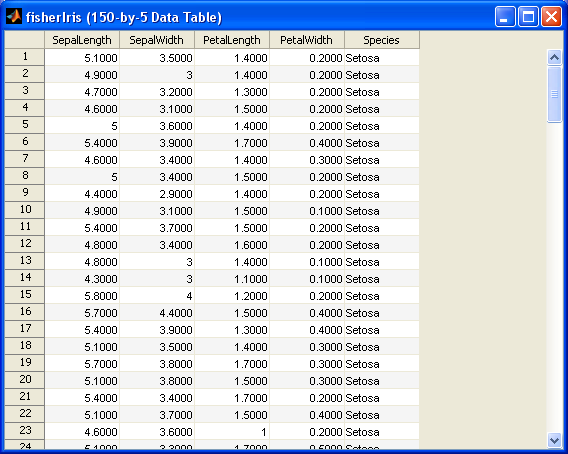 fisherIris (150-by-5 Data Table)
SepalLength SepalWidth PetalLength PetalWidth Species
1 5.1000 3.5000 1.4000 0.2000 Setosa
2 4.9000 3 1.4000 0.2000 Setosa
3 4.7000 3.2000 1.3000 0.2000 Setosa
4 4.6000 3.1000 1.5000 0.2000 Setosa
5 5 3.6000 1.4000 0.2000 Setosa
6 5.4000 3.9000 1.7000 0.4000 Setosa
7 4.6000 3.4000 1.4000 0.3000 Setosa
8 5 3.4000 1.5000 0.2000 Setosa
9 4.4000 2.9000 1.4000 0.2000 Setosa
10 4.9000 3.1000 1.5000 0.1000 Setosa
11 5.4000 3.7000 1.5000 0.2000 Setosa
12 4.8000 3.4000 1.6000 0.2000 Setosa
13 4.8000 3 1.4000 0.1000 Setosa
14 4.3000 3 1.1000 0.1000 Setosa
15 5.8000 4 1.2000 0.2000 Setosa
16 5.7000 4.4000 1.5000 0.4000 Setosa
17 5.4000 3.9000 1.3000 0.4000 Setosa
18 5.1000 3.5000 1.4000 0.3000 Setosa
19 5.7000 3.8000 1.7000 0.3000 Setosa
20 5.1000 3.8000 1.5000 0.3000 Setosa
21 5.4000 3.4000 1.7000 0.2000 Setosa
22 5.1000 3.7000 1.5000 0.4000 Setosa
23 4.6000 3.6000 1 0.2000 Setosa
24 5.1000 3.3000 1.7000 0.5000 Setosa